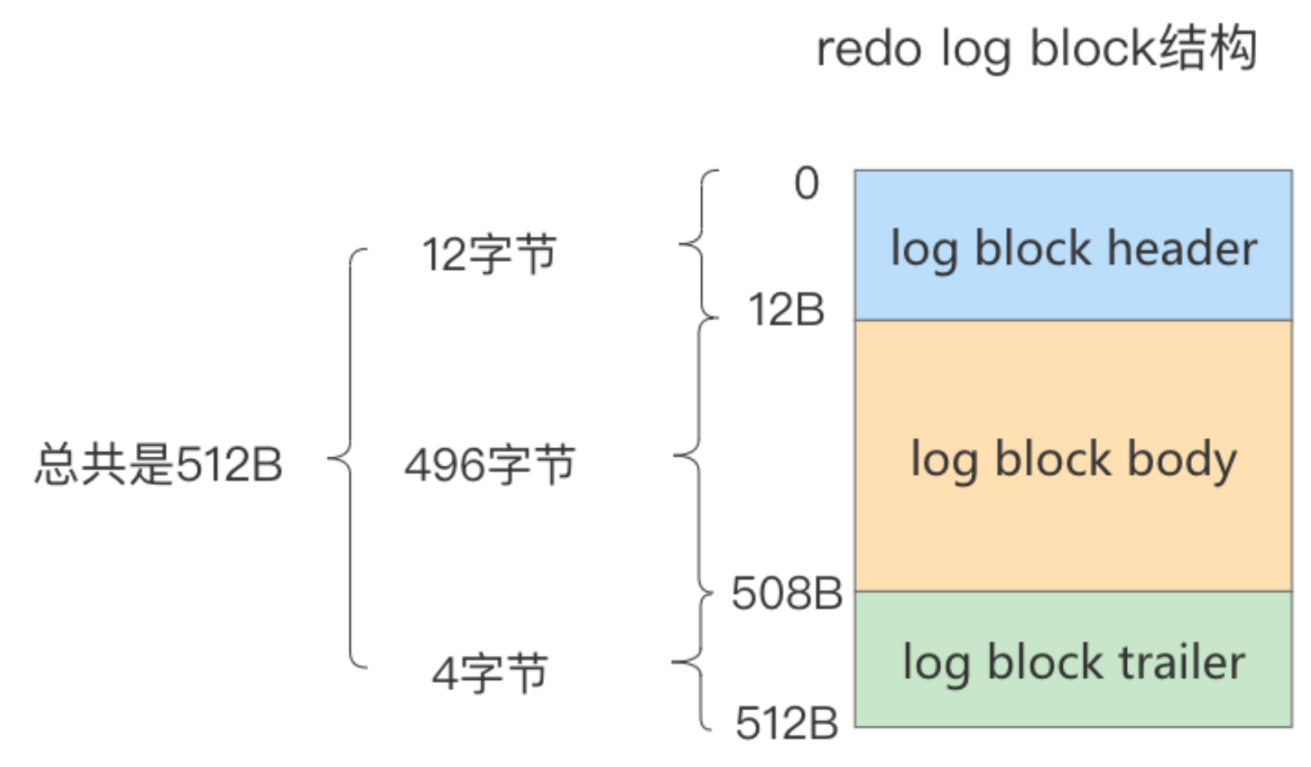 redo log block结构
0
log block header
12字节
12B
总共是512B
496字节
log block body
508B
log block trailer
4字节
512B